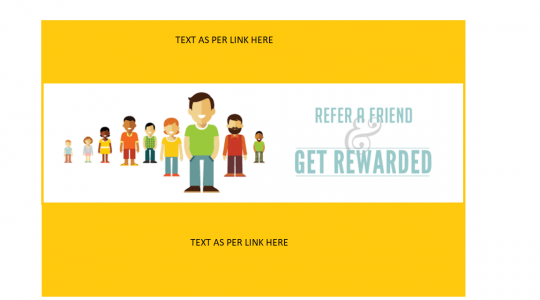 TEXT AS PER LINK HERE
REFER A FRIEND
&
GET REWARDED
TEXT AS PER LINK HERE